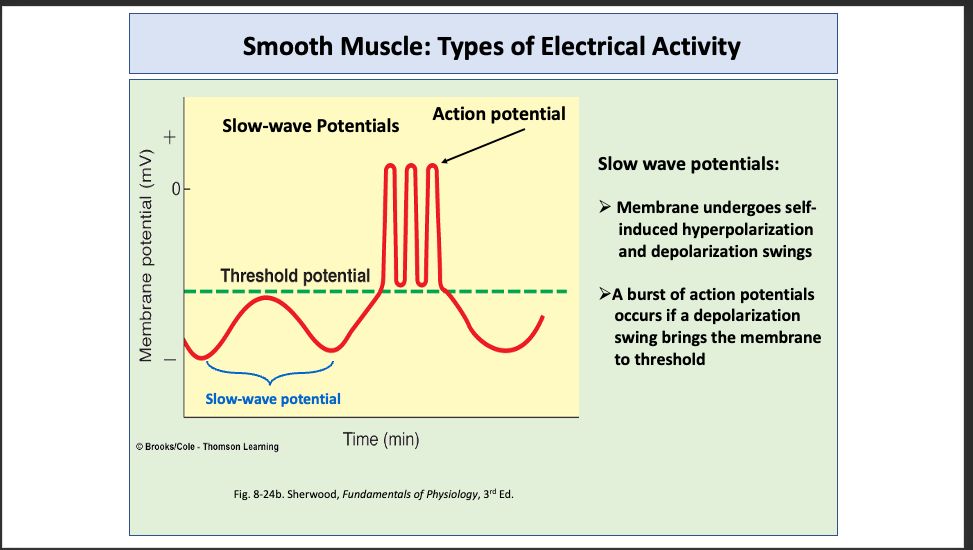 Smooth Muscle: Types of Electrical Activity
Slow-wave Potentials
Action potential
Membrane potential (mV)
+
0
Threshold potential
−
Slow-wave potential
Time (min)
© Brooks/Cole - Thomson Learning
Fig. 8-24b. Sherwood, Fundamentals of Physiology, 3rd Ed.
Slow wave potentials:
➢ Membrane undergoes self-
induced hyperpolarization
and depolarization swings
➢A burst of action potentials
occurs if a depolarization
swing brings the membrane
to threshold